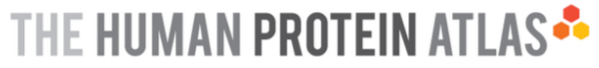 THE HUMAN PROTEIN ATLAS